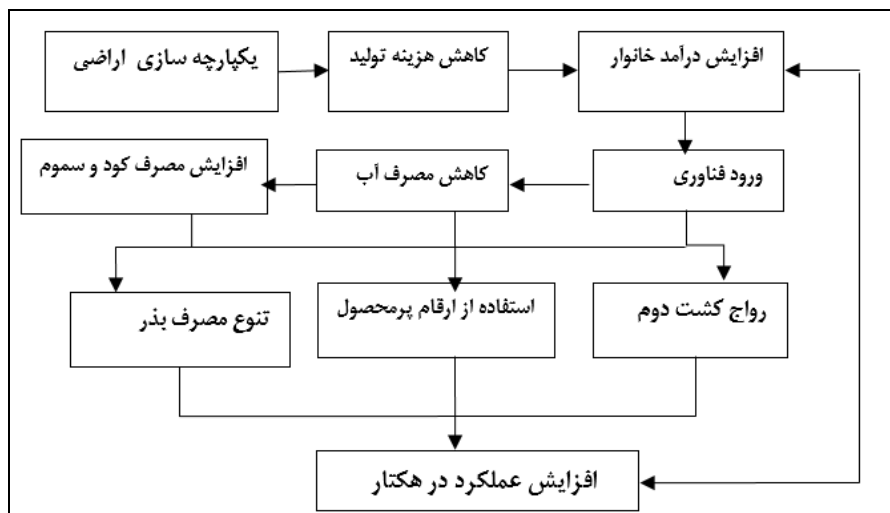 یکپارچه سازی اراضی
کاهش هزینه تولید
افزایش درآمد خانوار
ورود فناوری
کاهش مصرف آب
افزایش مصرف کود و سموم
تنوع مصرف بذر
استفاده از ارقام پرمحصول
رواج کشت دوم
افزایش عملکرد در هکتار